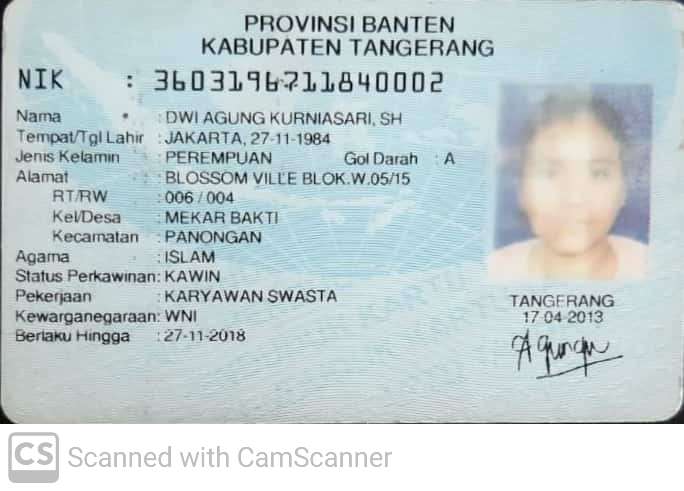 PROVINSI BANTEN
KABUPATEN TANGERANG
NIK : 3603196711840002
Nama : DWI AGUNG KURNIASARI, SH
Tempat/Tgl Lahir : JAKARTA, 27-11-1984
Jenis Kelamin : PEREMPUAN Gol Darah : A
Alamat : BLOSSOM VILLE BLOK.W.05/15
RT/RW : 006 / 004
Kel/Desa : MEKAR BAKTI
Kecamatan : PANONGAN
Agama : ISLAM
Status Perkawinan: KAWIN
Pekerjaan : KARYAWAN SWASTA
Kewarganegaraan: WNI
Berlaku Hingga : 27-11-2018
TANGERANG
17-04-2013
CS Scanned with CamScanner